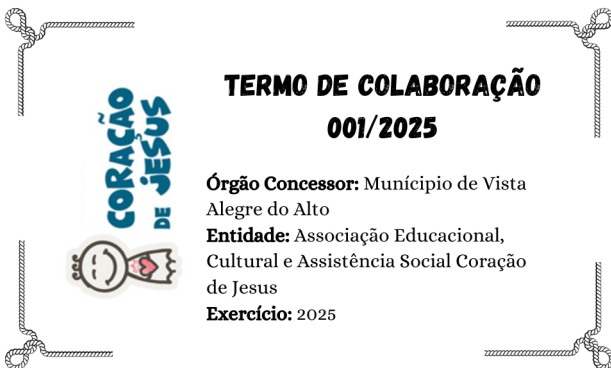 CORAÇÃO
DE JESUS
TERMO DE COLABORAÇÃO
001/2025
Órgão Concessor: Munícipio de Vista
Alegre do Alto
Entidade: Associação Educacional,
Cultural e Assistência Social Coração
de Jesus
Exercício: 2025